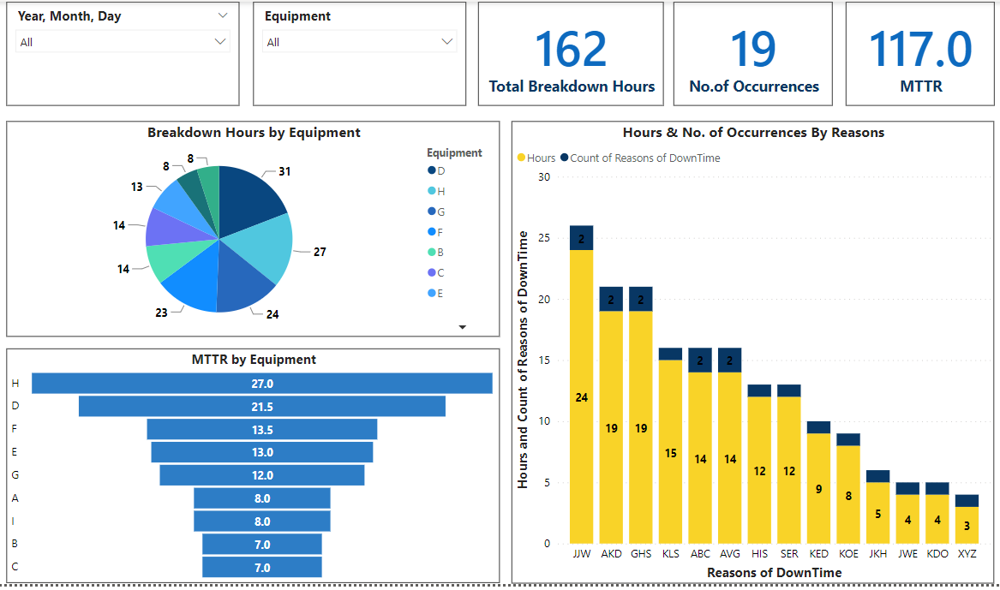 Year, Month, Day
All
Equipment
All
162
Total Breakdown Hours
19
No.of Occurrences
117.0
MTTR
Breakdown Hours by Equipment
31
27
24
23
14
14
13
8
8
Equipment
D
H
G
F
B
C
E
MTTR by Equipment
H 27.0
D 21.5
F 13.5
E 13.0
G 12.0
A 8.0
I 8.0
B 7.0
C 7.0
Hours & No. of Occurrences By Reasons
Hours Count of Reasons of DownTime
Hours and Count of Reasons of DownTime
30
25
20
15
10
5
0
2 2 2 2 2
24 19 19 15 14 14 12 12 9 8 5 4 4 3
JJW AKD GHS KLS ABC AVG HIS SER KED KOE JKH JWE KDO XYZ
Reasons of DownTime